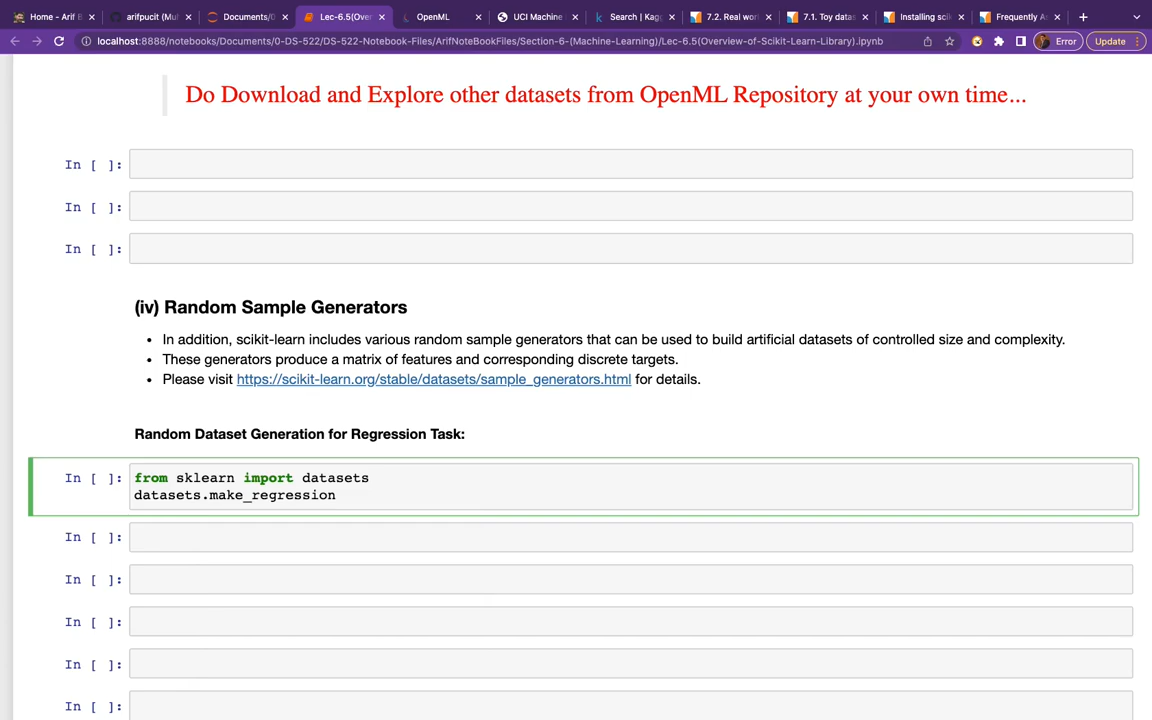 Home - Arif B
arifpucit (Mu
Documents/0
Lec-6.5(Over
OpenML
UCI Machine
Search | Kag
7.2. Real wor
7.1. Toy datas
Installing scik
Frequently As
localhost:8888/notebooks/Documents/0-DS-522/DS-522-Notebook-Files/ArifNoteBookFiles/Section-6-(Machine-Learning)/Lec-6.5(Overview-of-Scikit-Learn-Library).ipynb
Error
Update
Do Download and Explore other datasets from OpenML Repository at your own time...
In [ ]:
In [ ]:
In [ ]:
(iv) Random Sample Generators
• In addition, scikit-learn includes various random sample generators that can be used to build artificial datasets of controlled size and complexity.
• These generators produce a matrix of features and corresponding discrete targets.
• Please visit https://scikit-learn.org/stable/datasets/sample_generators.html for details.
Random Dataset Generation for Regression Task:
In [ ]: from sklearn import datasets
datasets.make_regression
In [ ]:
In [ ]:
In [ ]:
In [ ]:
In [ ]: